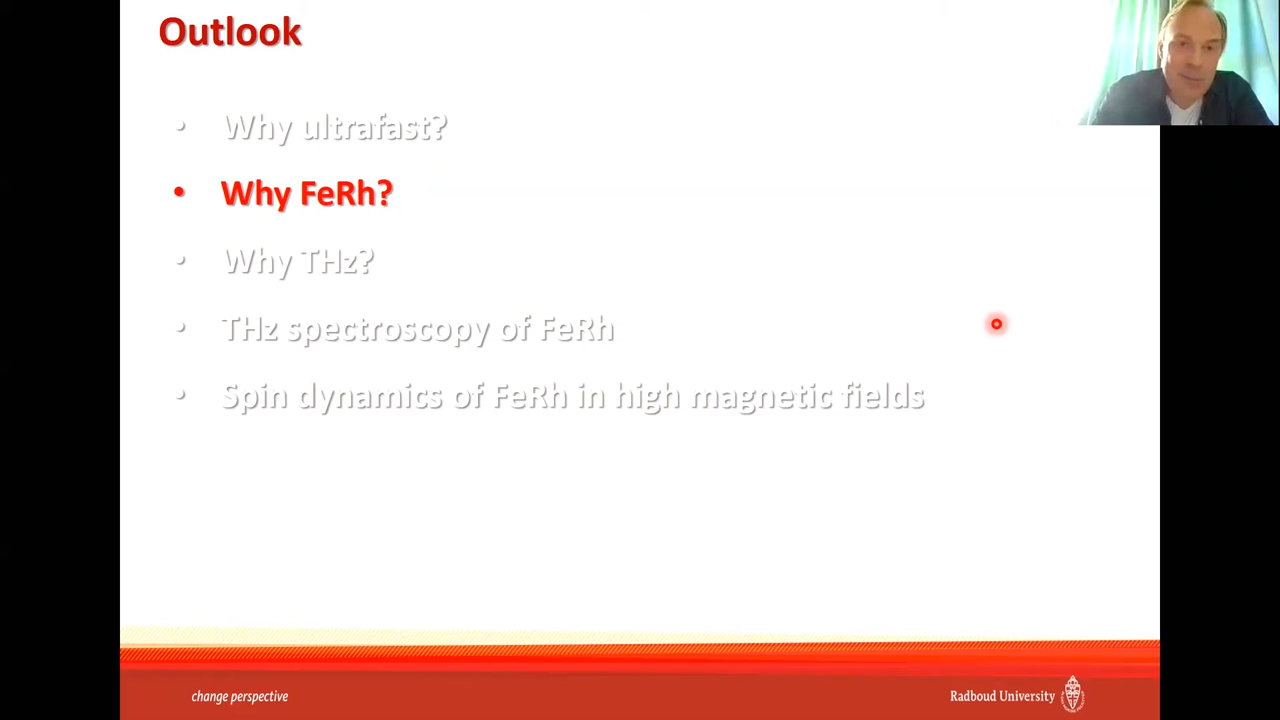 Outlook
• Why ultrafast?
• Why FeRh?
• Why THz?
• THz spectroscopy of FeRh
• Spin dynamics of FeRh in high magnetic fields
change perspective
Radboud University